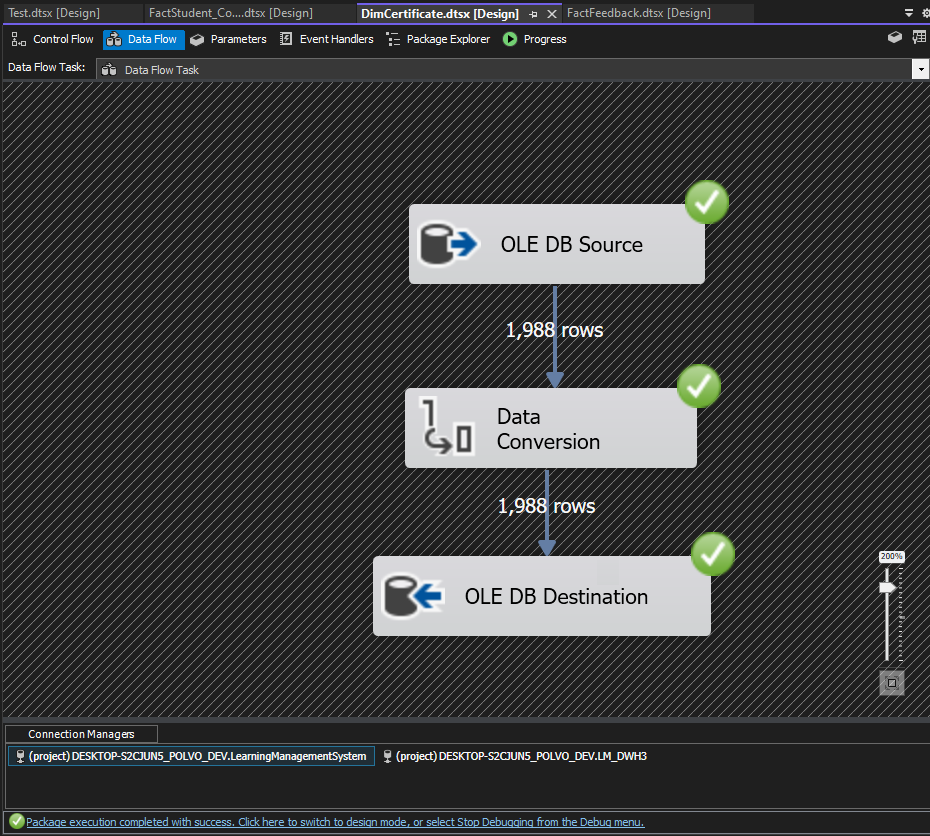 Test.dtsx [Design] FactStudent_Co....dtsx [Design] DimCertificate.dtsx [Design] FactFeedback.dtsx [Design]
Control Flow Data Flow Parameters Event Handlers Package Explorer Progress
Data Flow Task: Data Flow Task
OLE DB Source
1,988 rows
Data
Conversion
1,988 rows
OLE DB Destination
200%
Connection Managers
(project) DESKTOP-S2CJUN5_POLVO_DEV.LearningManagementSystem (project) DESKTOP-S2CJUN5_POLVO_DEV.LM_DWH3
Package execution completed with success. Click here to switch to design mode, or select Stop Debugging from the Debug menu.